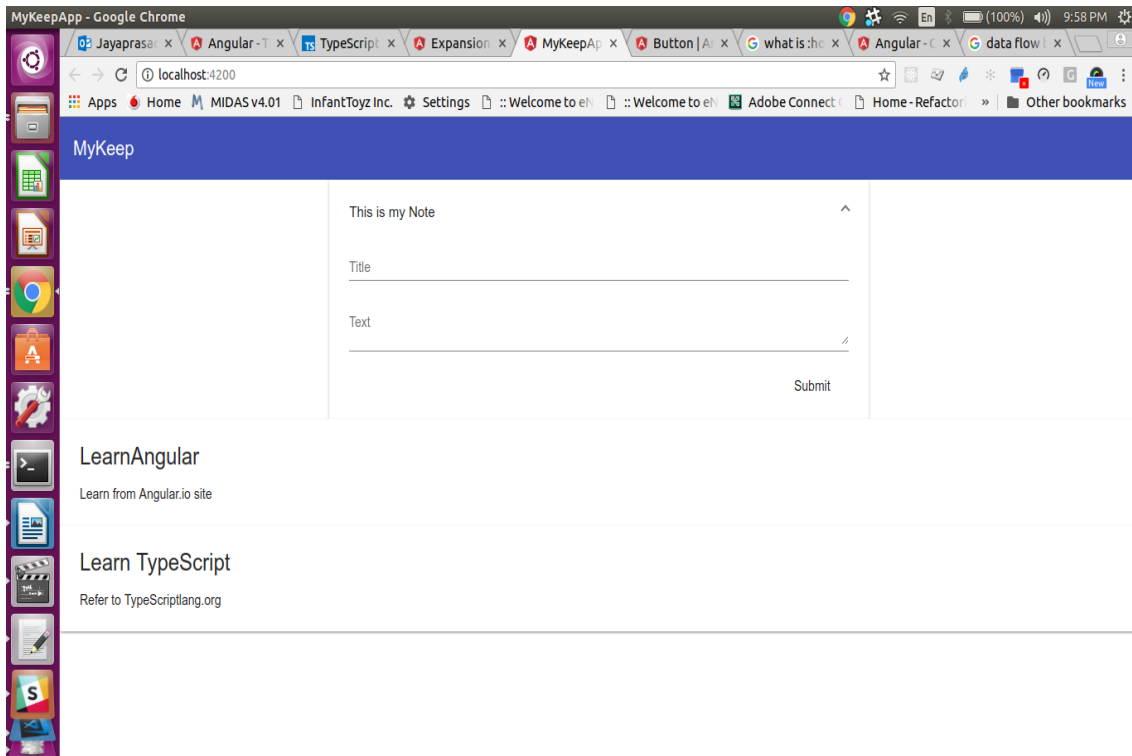 MyKeepApp - Google Chrome
En (100%) 9:58 PM
Jayaprasa Angular - T TypeScript Expansion MyKeepAp Button | A what is :ho Angular - C data flow
localhost:4200
New
Apps Home M MIDAS v4.01 InfantToyz Inc. Settings :: Welcome to eN :: Welcome to eN Adobe Connect Home - Refactori » Other bookmarks
MyKeep
This is my Note
Title
Text
Submit
LearnAngular
Learn from Angular.io site
Learn TypeScript
Refer to TypeScriptlang.org